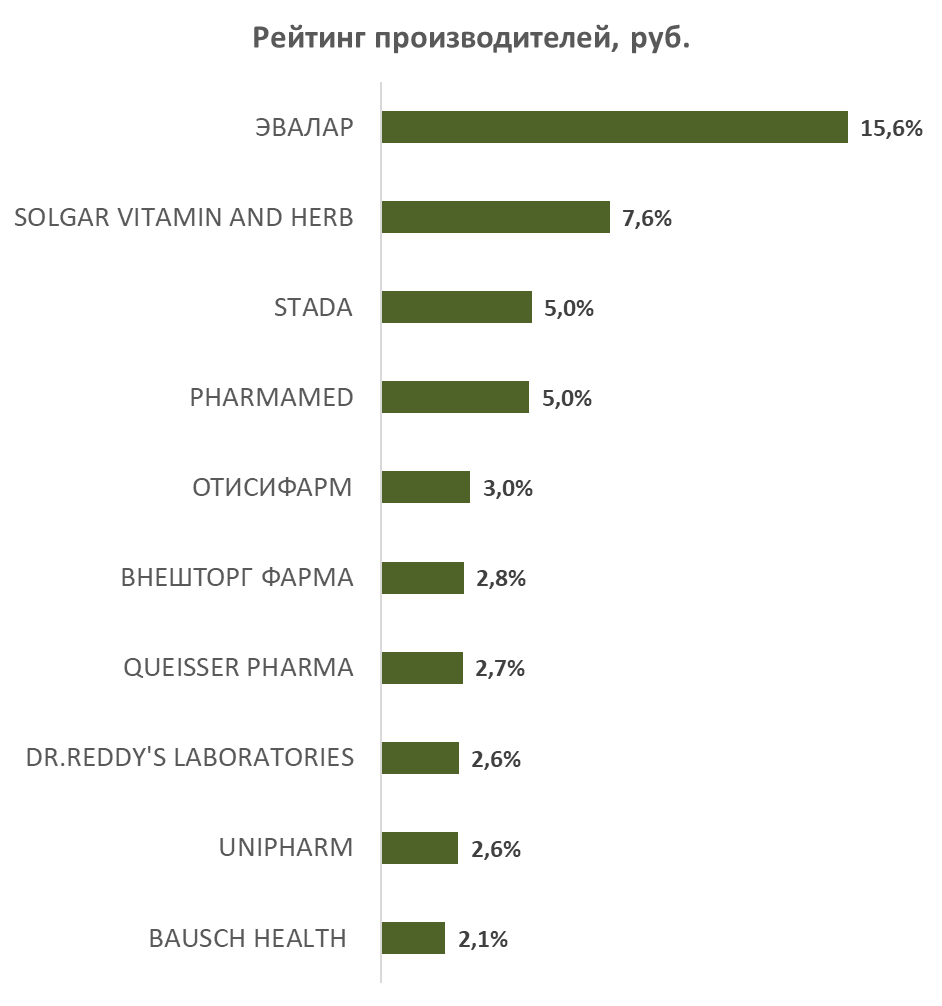 Рейтинг производителей, руб.
ЭВАЛАР 15,6%
SOLGAR VITAMIN AND HERB 7,6%
STADA 5,0%
PHARMAMED 5,0%
ОТИСИФАРМ 3,0%
ВНЕШТОРГ ФАРМА 2,8%
QUEISSER PHARMA 2,7%
DR.REDDY'S LABORATORIES 2,6%
UNIPHARM 2,6%
BAUSCH HEALTH 2,1%